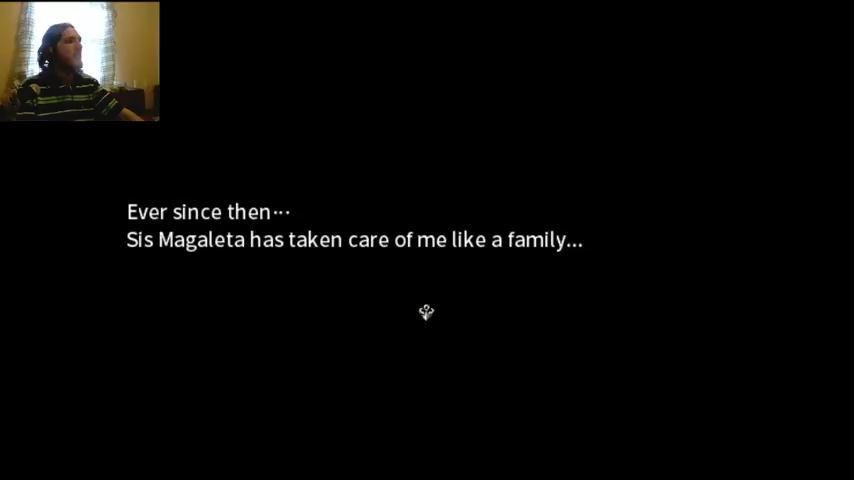 Ever since then···
Sis Magaleta has taken care of me like a family...